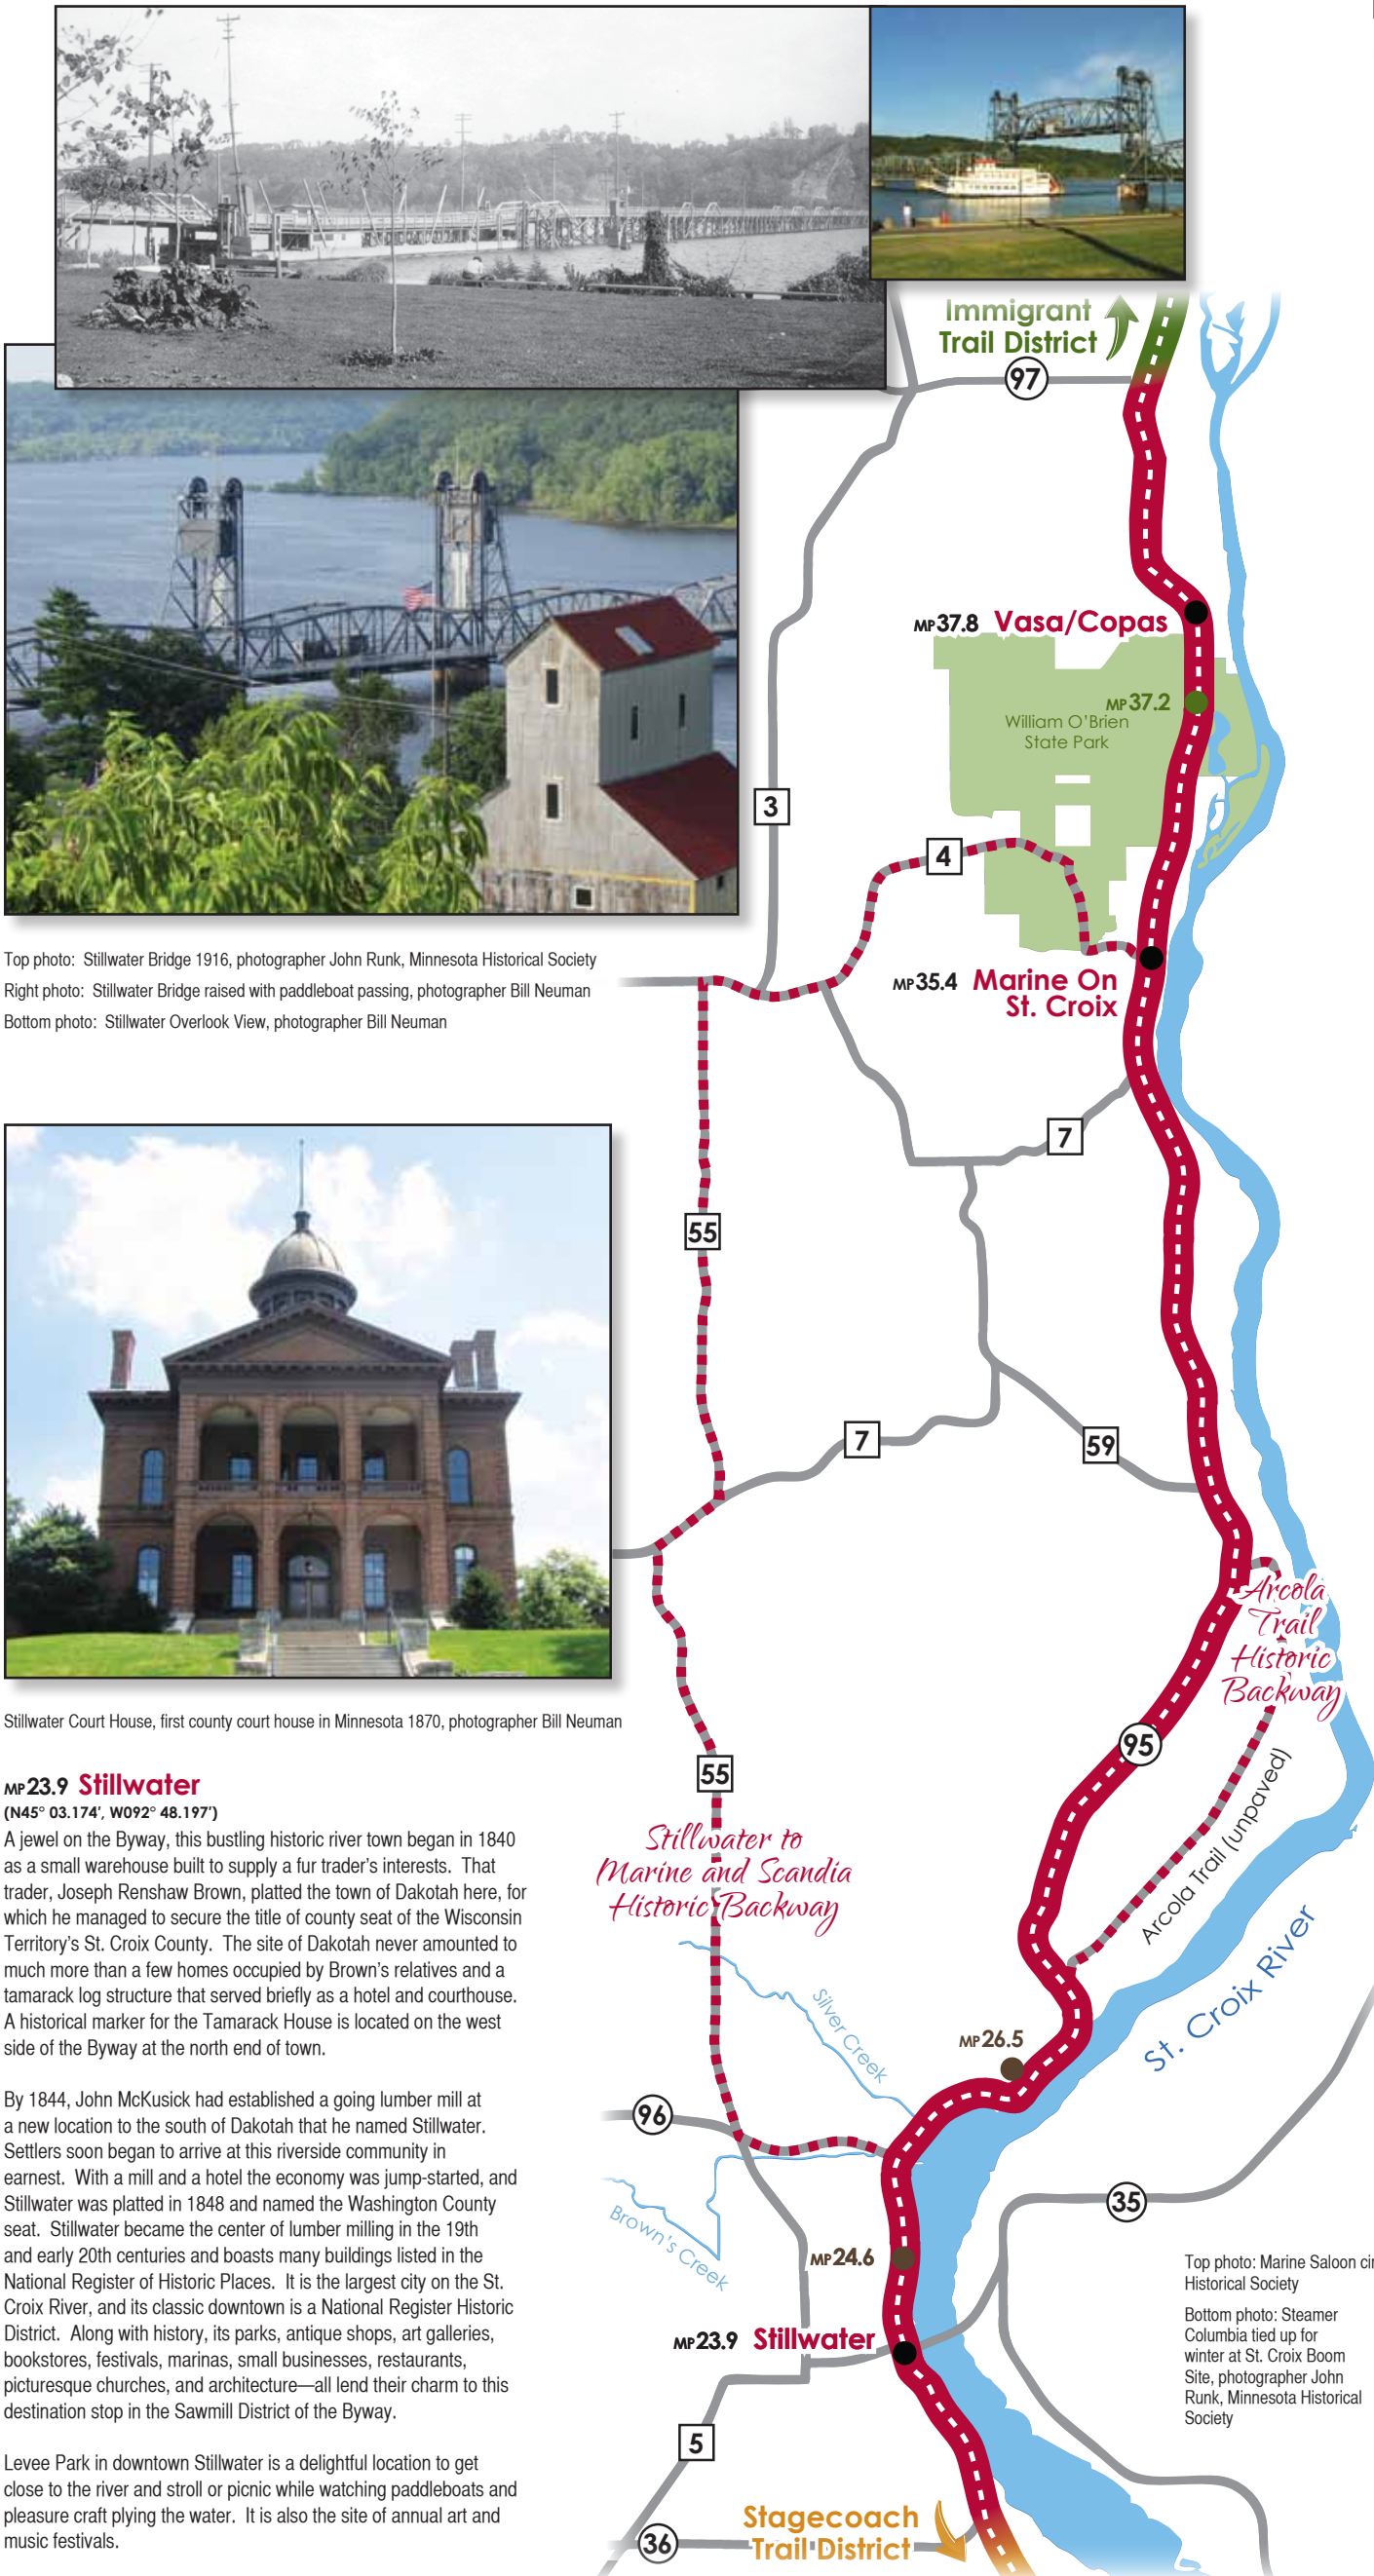 Immigrant
Trail District
97
MP37.8 Vasa/Copas
MP37.2
William O'Brien
State Park
3
4
MP35.4 Marine On
St. Croix
7
55
7
59
Arcola
Trail
Historic
Backway
95
Arcola Trail (unpaved)
55
Stillwater to
Marine and Scandia
Historic Backway
Silver Creek
St. Croix River
MP26.5
96
Brown's Creek
35
MP24.6
MP23.9 Stillwater
5
36
Stagecoach
Trail District
Top photo: Stillwater Bridge 1916, photographer John Runk, Minnesota Historical Society
Right photo: Stillwater Bridge raised with paddleboat passing, photographer Bill Neuman
Bottom photo: Stillwater Overlook View, photographer Bill Neuman
Stillwater Court House, first county court house in Minnesota 1870, photographer Bill Neuman
MP23.9 Stillwater
(N45° 03.174', W092° 48.197')
A jewel on the Byway, this bustling historic river town began in 1840
as a small warehouse built to supply a fur trader's interests. That
trader, Joseph Renshaw Brown, platted the town of Dakotah here, for
which he managed to secure the title of county seat of the Wisconsin
Territory's St. Croix County. The site of Dakotah never amounted to
much more than a few homes occupied by Brown's relatives and a
tamarack log structure that served briefly as a hotel and courthouse.
A historical marker for the Tamarack House is located on the west
side of the Byway at the north end of town.
By 1844, John McKusick had established a going lumber mill at
a new location to the south of Dakotah that he named Stillwater.
Settlers soon began to arrive at this riverside community in
earnest. With a mill and a hotel the economy was jump-started, and
Stillwater was platted in 1848 and named the Washington County
seat. Stillwater became the center of lumber milling in the 19th
and early 20th centuries and boasts many buildings listed in the
National Register of Historic Places. It is the largest city on the St.
Croix River, and its classic downtown is a National Register Historic
District. Along with history, its parks, antique shops, art galleries,
bookstores, festivals, marinas, small businesses, restaurants,
picturesque churches, and architecture—all lend their charm to this
destination stop in the Sawmill District of the Byway.
Levee Park in downtown Stillwater is a delightful location to get
close to the river and stroll or picnic while watching paddleboats and
pleasure craft plying the water. It is also the site of annual art and
music festivals.
Top photo: Marine Saloon
Historical Society
Bottom photo: Steamer
Columbia tied up for
winter at St. Croix Boom
Site, photographer John
Runk, Minnesota Historical
Society